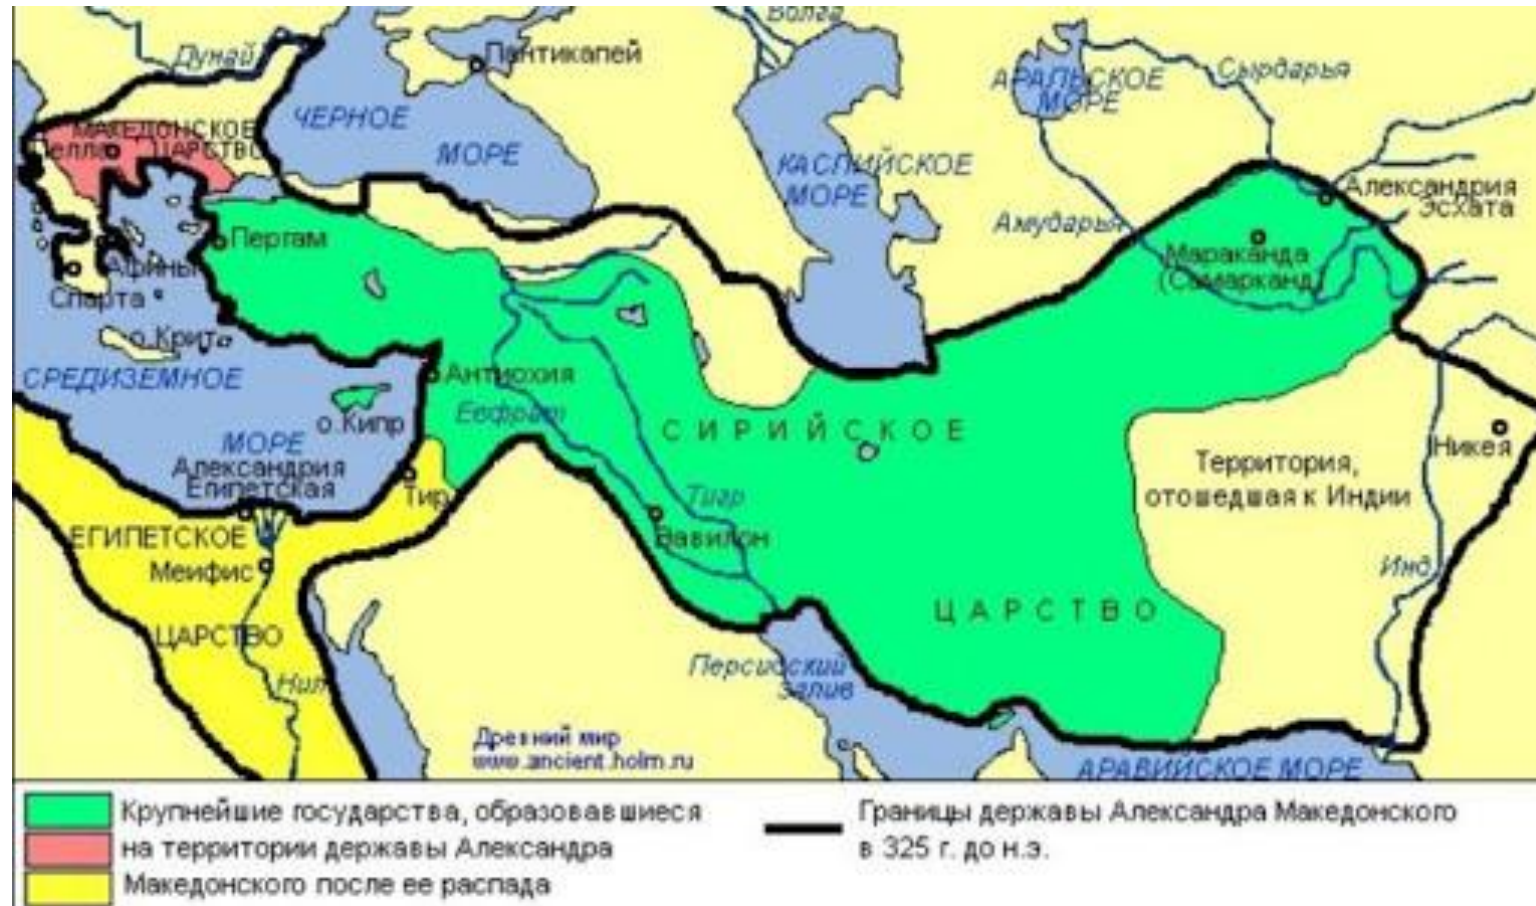 Волга
Дунай
Пантикапей
АРАЛЬСКОЕ
МОРЕ
Сырдарья
ЧЕРНОЕ
МОРЕ
МАКЕДОНСКОЕ
Пелла ЦАРСТВО
КАСПИЙСКОЕ
МОРЕ
Александрия
Эсхата
Амударья
Мараканда
(Самарканд)
Пергам
Афины
Спарта
о.Крит
СРЕДИЗЕМНОЕ
МОРЕ
Антиохия
Евфрат
о.Кипр
СИРИЙСКОЕ
Никея
Территория,
отошедшая к Индии
Александрия
Египетская
Тир
Тигр
Вавилон
ЕГИПЕТСКОЕ
Меифис
Инд
ЦАРСТВО
ЦАРСТВО
Нил
Персидский
залив
Древний мир
www.ancient.holm.ru
АРАВИЙСКОЕ МОРЕ
Крупнейшие государства, образовавшиеся
на территории державы Александра
Македонского после ее распада
Границы державы Александра Македонского
в 325 г. до н.э.